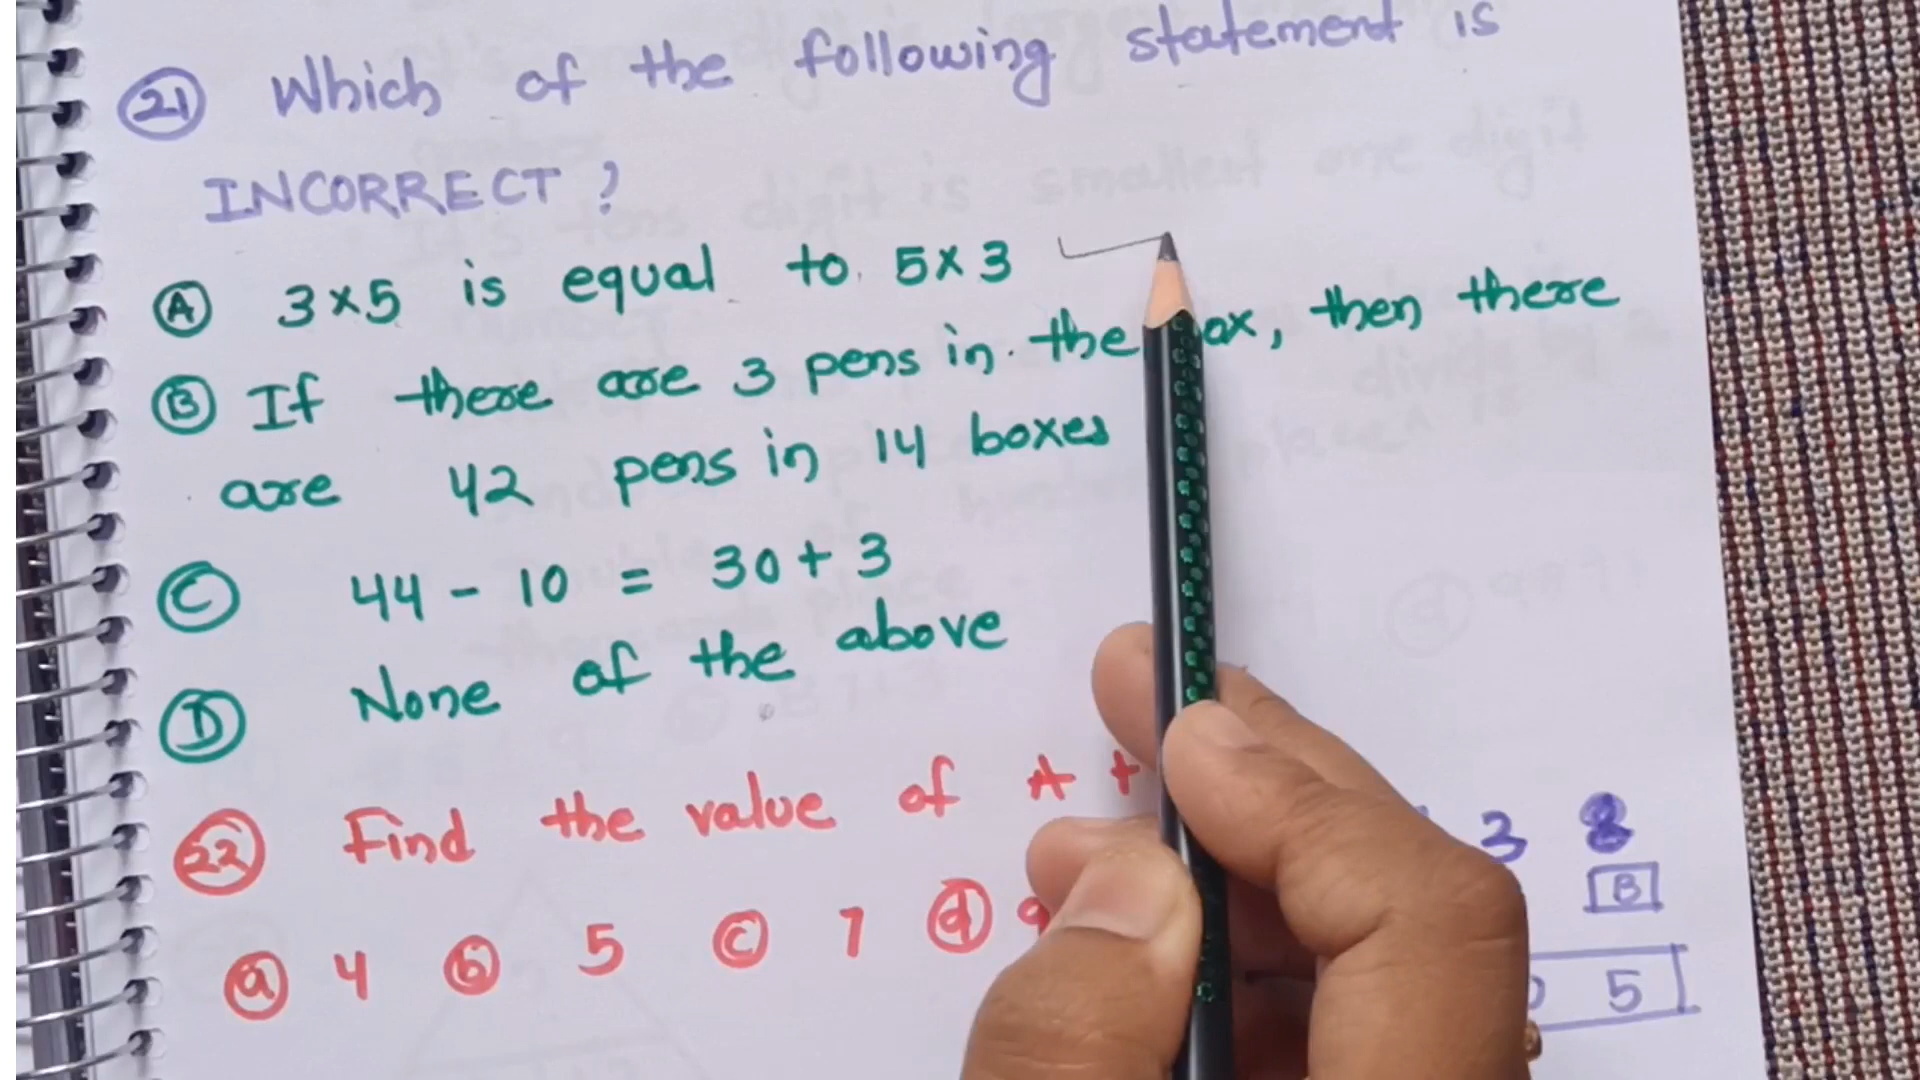 21 Which of the following statement is
INCORRECT ?
A 3×5 is equal to 5×3
B If there are 3 pens in the ox, then there
are 42 pens in 14 boxes
C 44 - 10 = 30 + 3
D None of the above
22 Find the value of A +
3 8
B
5
a 4 b 5 c 7 d 9